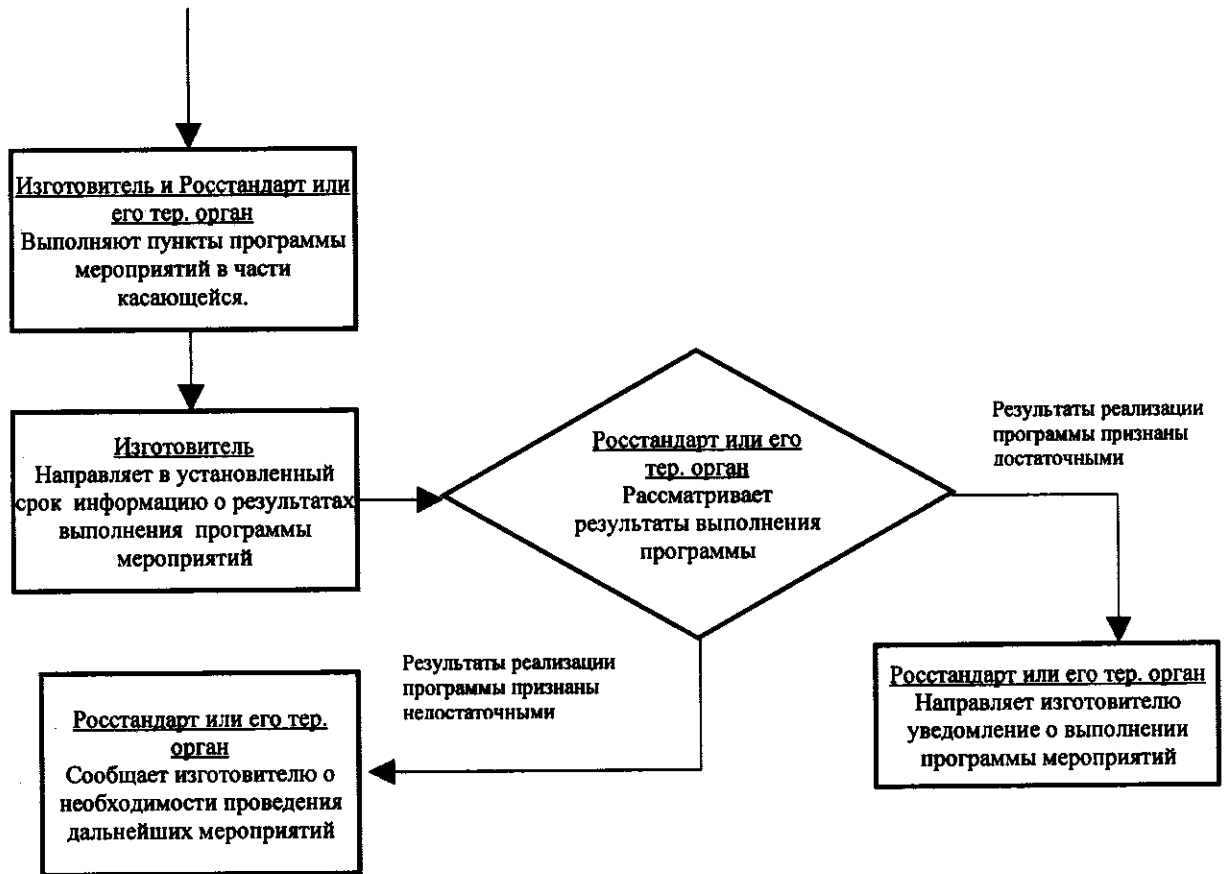 Изготовитель и Росстандарт или
его тер. орган
Выполняют пункты программы
мероприятий в части
касающейся.
Изготовитель
Направляет в установленный
срок информацию о результатах
выполнения программы
мероприятий
Росстандарт или его
тер. орган
Рассматривает
результаты выполнения
программы
Результаты реализации
программы признаны
достаточными
Результаты реализации
программы признаны
недостаточными
Росстандарт или его тер.
орган
Сообщает изготовителю о
необходимости проведения
дальнейших мероприятий
Росстандарт или его тер. орган
Направляет изготовителю
уведомление о выполнении
программы мероприятий